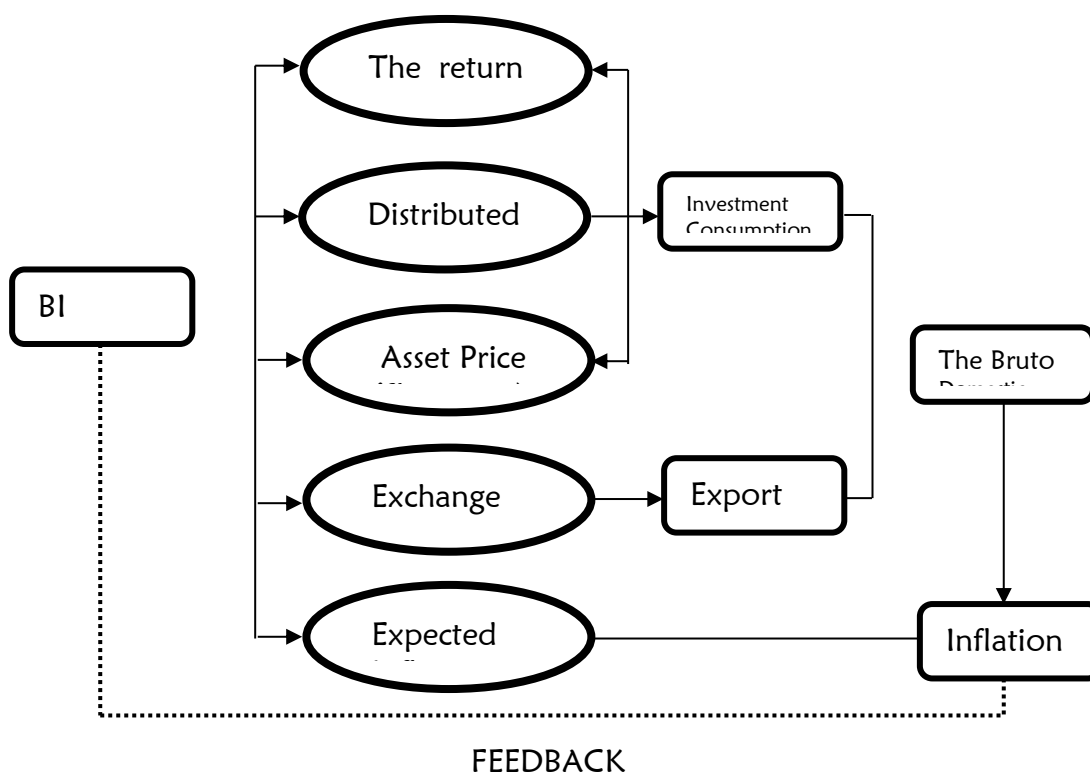 The return
Distributed
Investment
Consumption
BI
Asset Price
The Bruto
Exchange
Export
Expected
Inflation
FEEDBACK